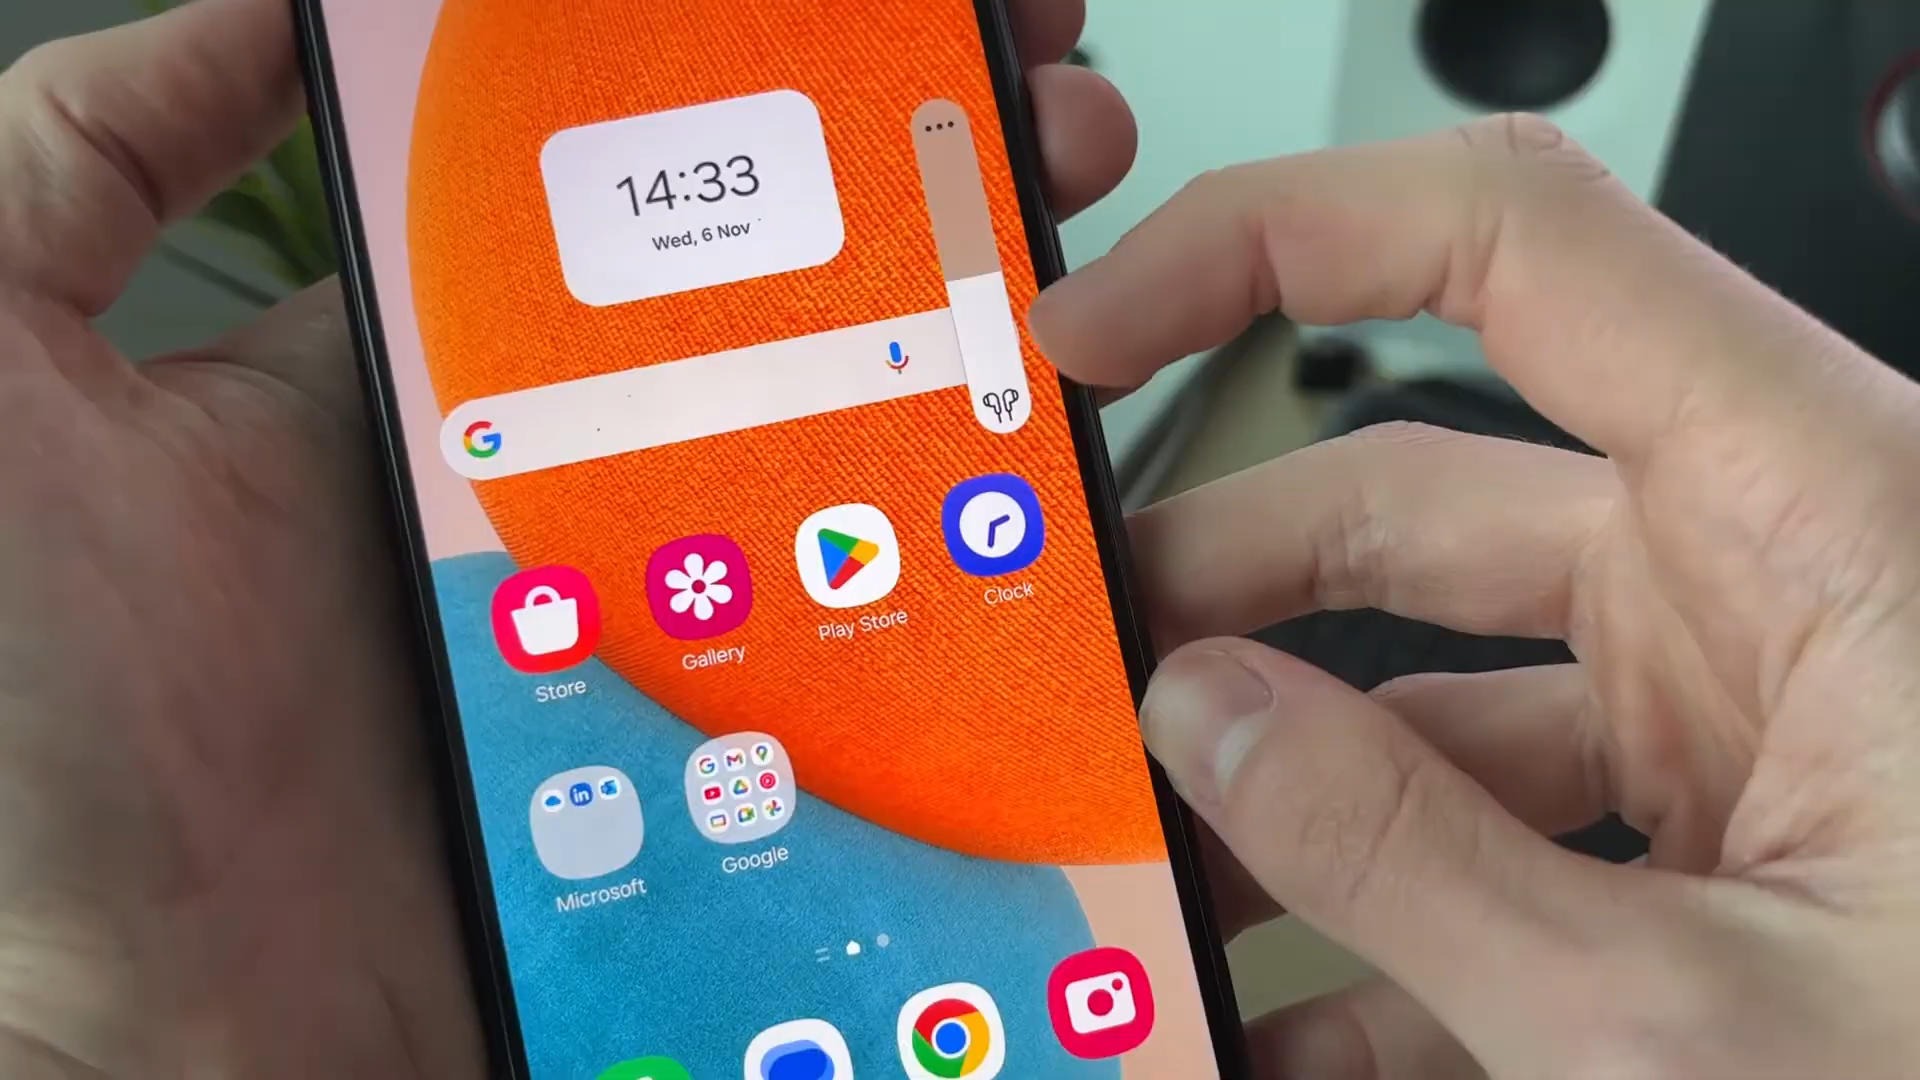 14:33
Wed, 6 Nov
Store
Gallery
Play Store
Clock
Microsoft
Google